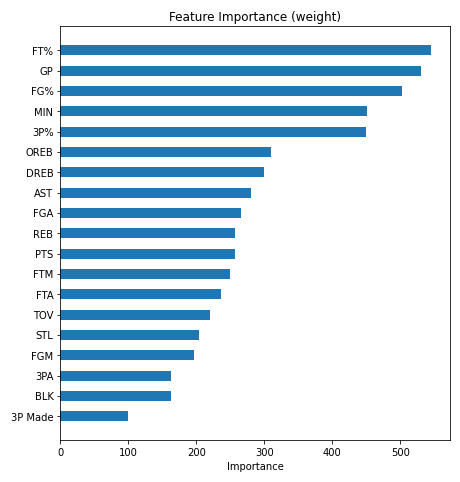 Feature Importance (weight)
FT%
GP
FG%
MIN
3P%
OREB
DREB
AST
FGA
REB
PTS
FTM
FTA
TOV
STL
FGM
3PA
BLK
3P Made
0 100 200 300 400 500
Importance